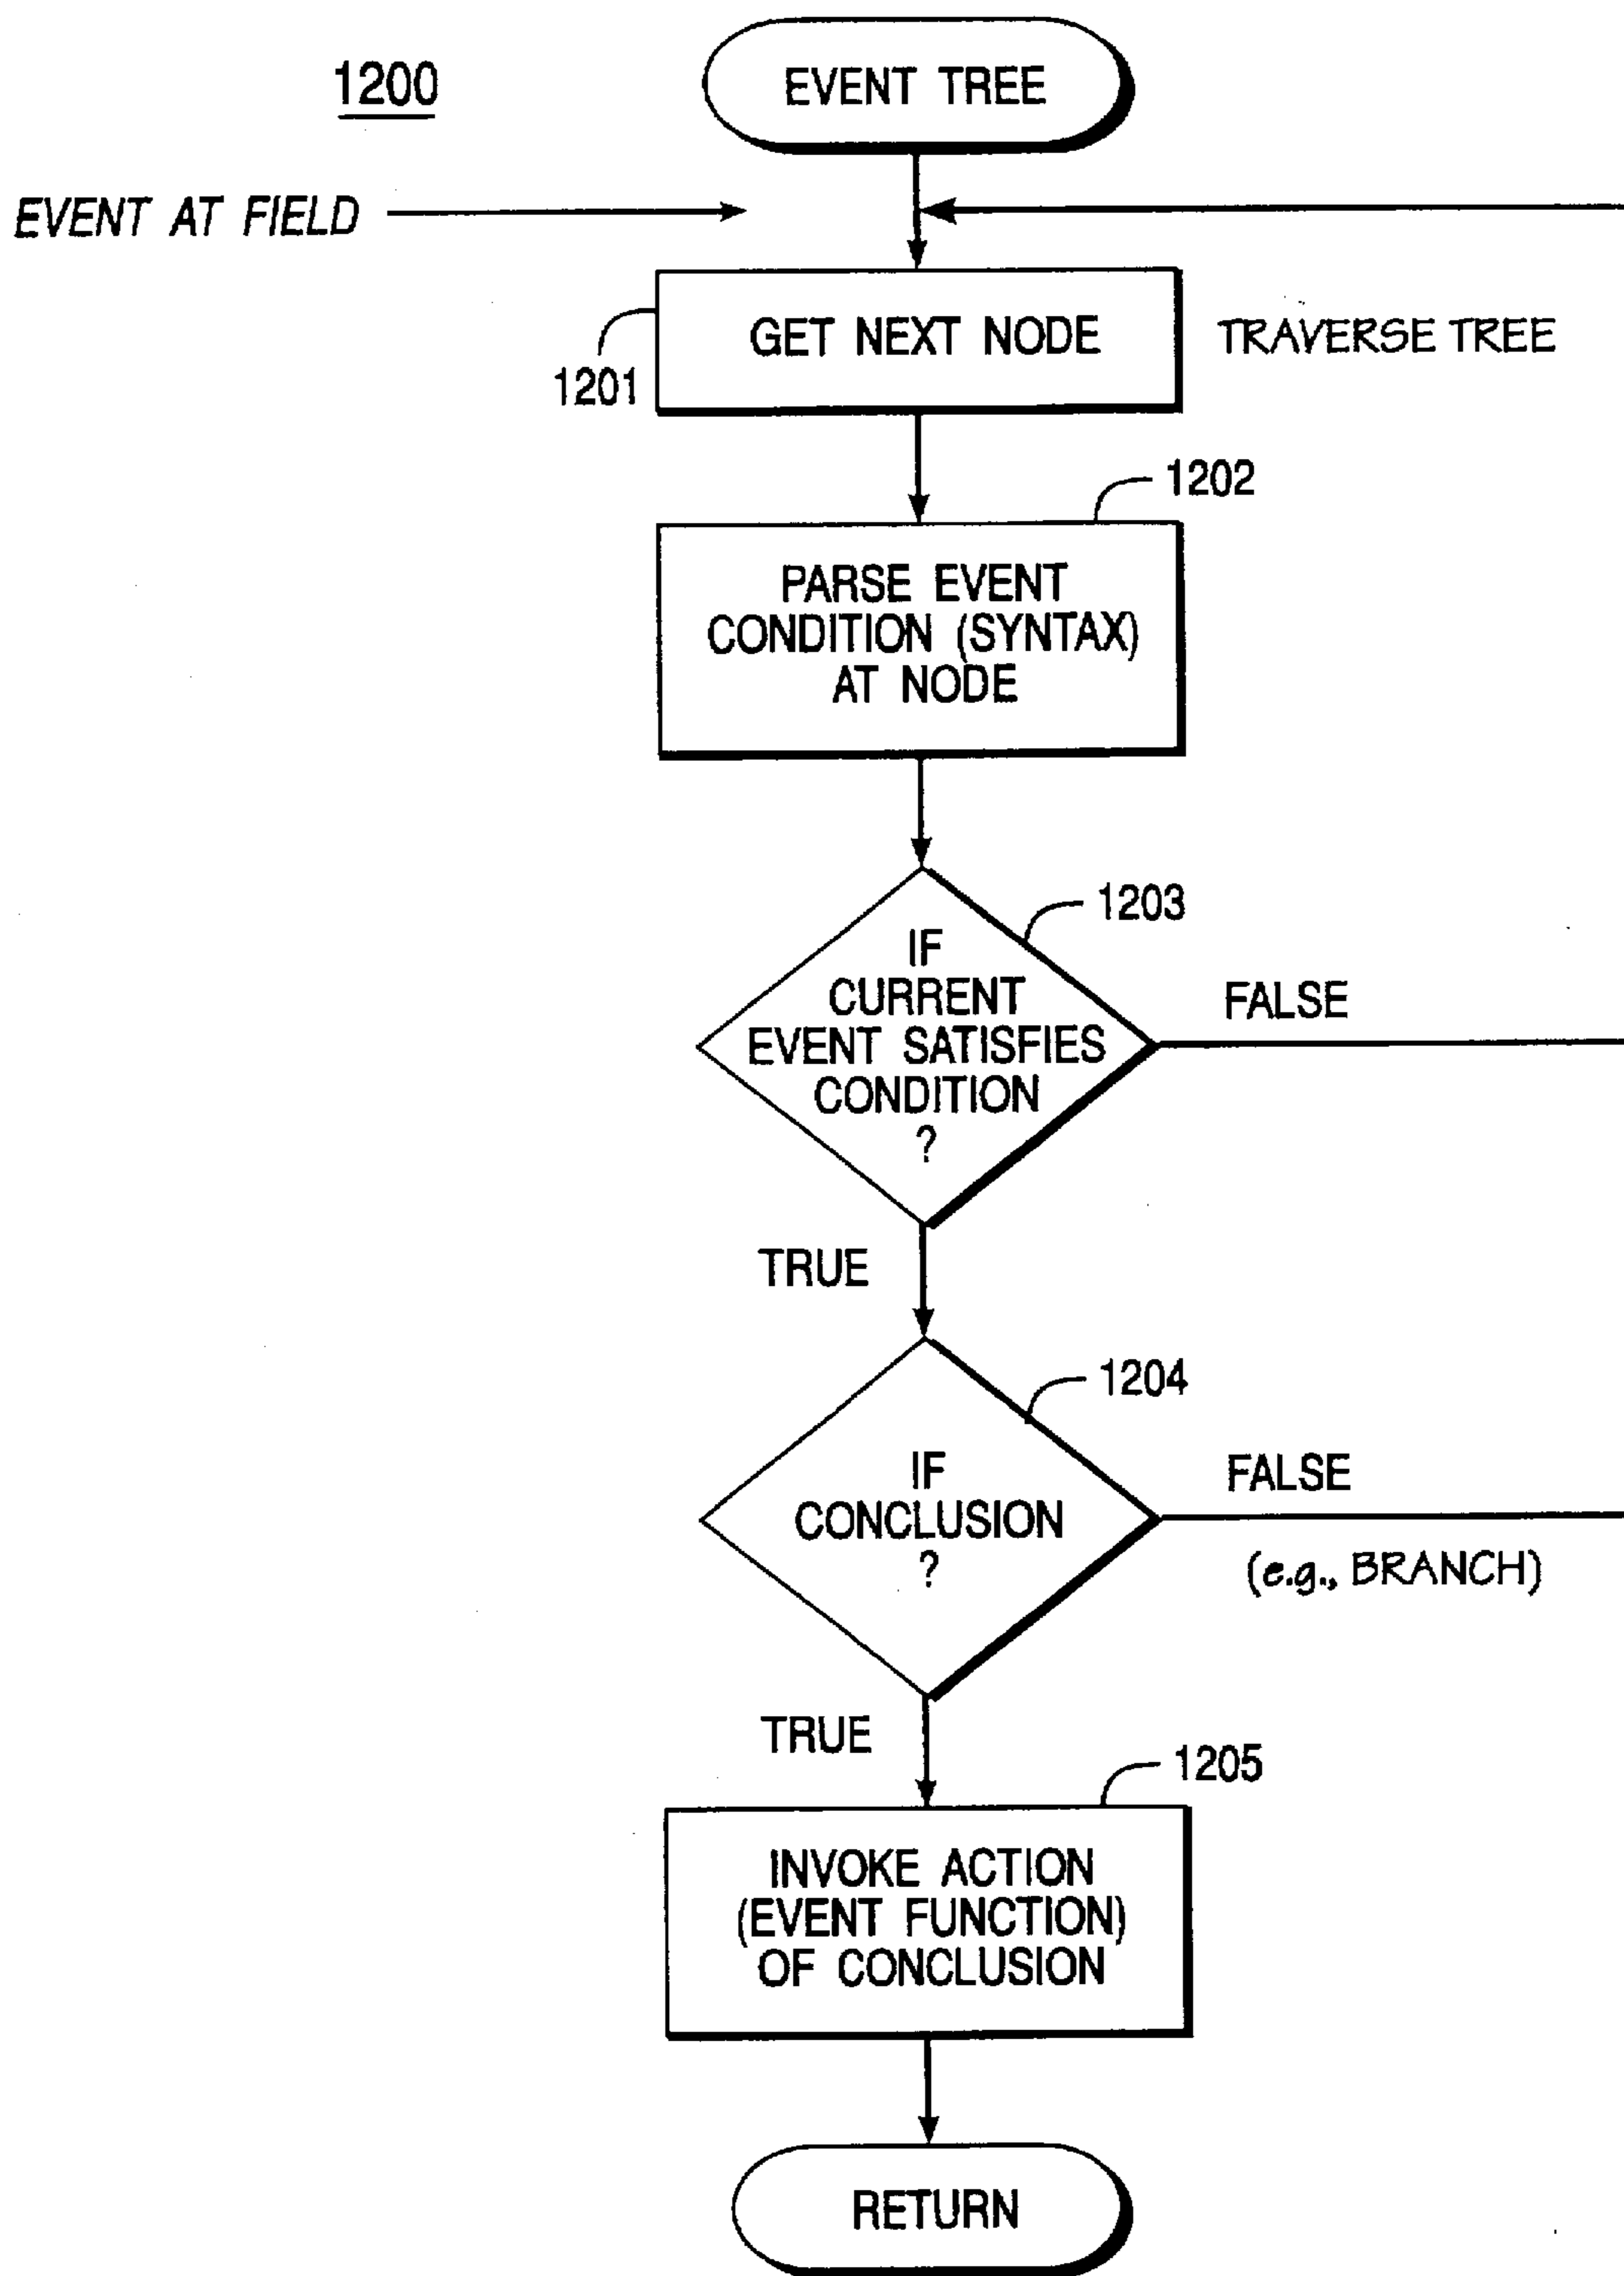 1200
EVENT TREE
EVENT AT FIELD
GET NEXT NODE
TRAVERSE TREE
1201
1202
PARSE EVENT
CONDITION (SYNTAX)
AT NODE
1203
IF
CURRENT
EVENT SATISFIES
CONDITION
?
FALSE
TRUE
1204
IF
CONCLUSION
?
FALSE
(e.g., BRANCH)
TRUE
1205
INVOKE ACTION
(EVENT FUNCTION)
OF CONCLUSION
RETURN